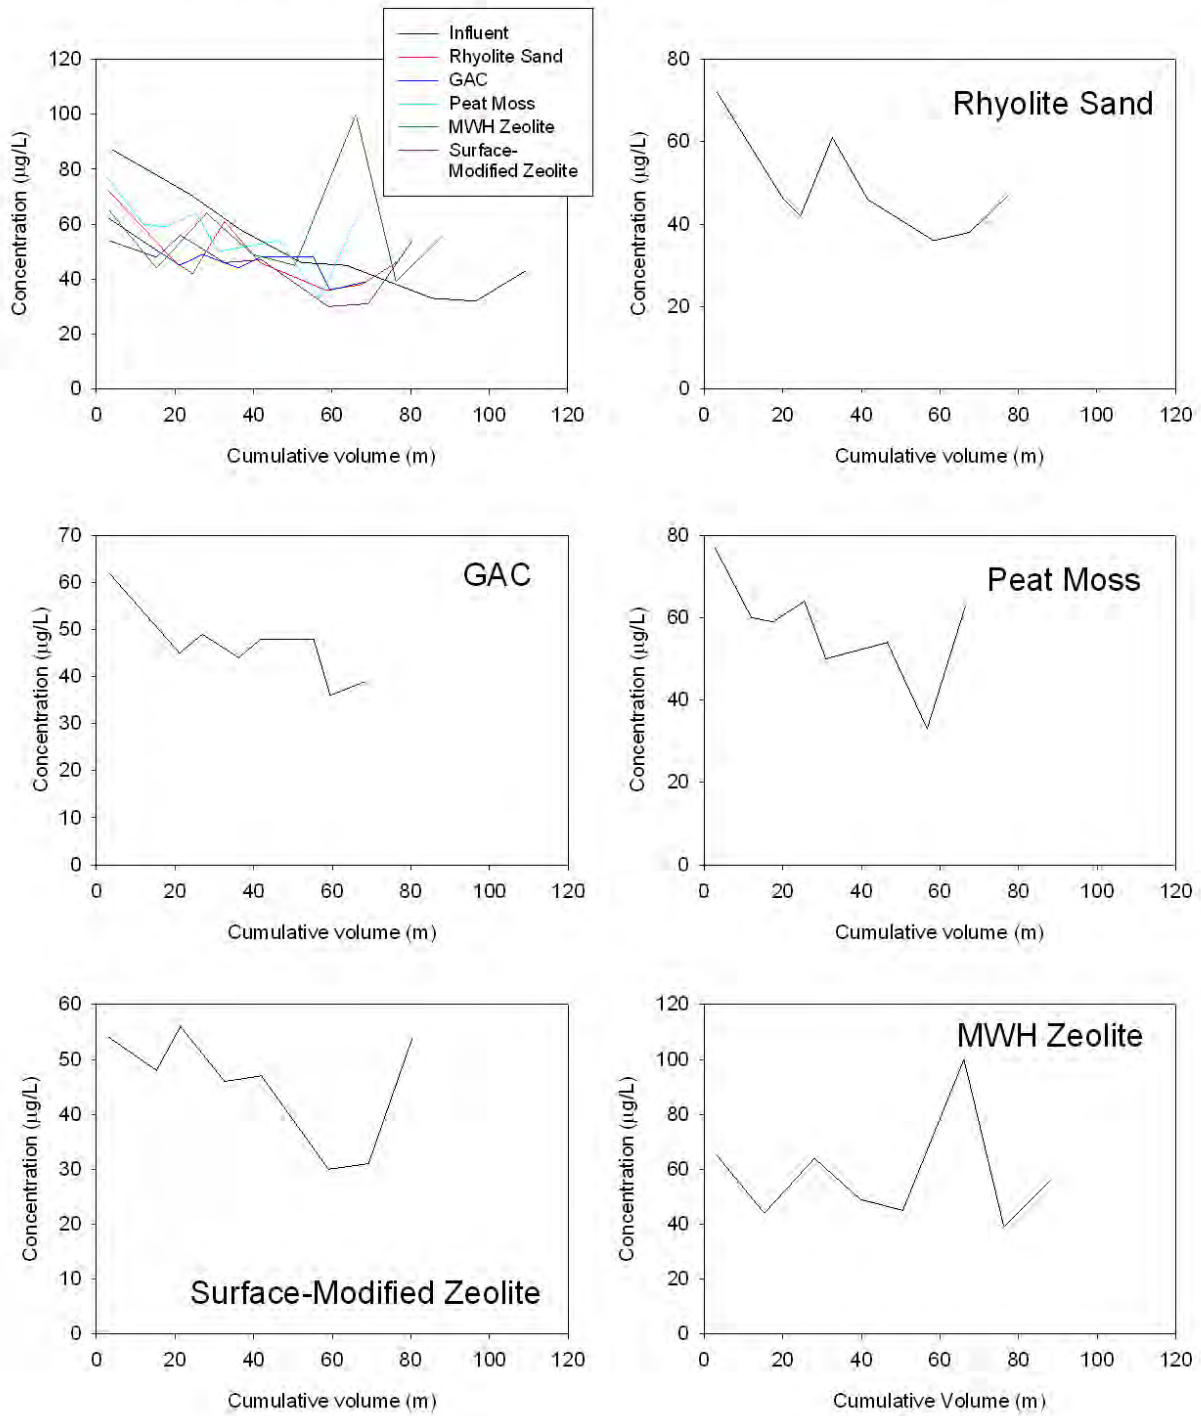 Influent
Rhyolite Sand
GAC
Peat Moss
MWH Zeolite
Surface-
Modified Zeolite
120
100
80
60
40
20
0
Concentration (µg/L)
0 20 40 60 80 100 120
Cumulative volume (m)
Rhyolite Sand
80
60
40
20
0
Concentration (µg/L)
0 20 40 60 80 100 120
Cumulative volume (m)
GAC
70
60
50
40
30
20
10
0
Concentration (µg/L)
0 20 40 60 80 100 120
Cumulative volume (m)
Peat Moss
80
60
40
20
0
Concentration (µg/L)
0 20 40 60 80 100 120
Cumulative volume (m)
60
50
40
30
20
10
0
Concentration (µg/L)
Surface-Modified Zeolite
0 20 40 60 80 100 120
Cumulative volume (m)
MWH Zeolite
120
100
80
60
40
20
0
Concentration (µg/L)
0 20 40 60 80 100 120
Cumulative Volume (m)